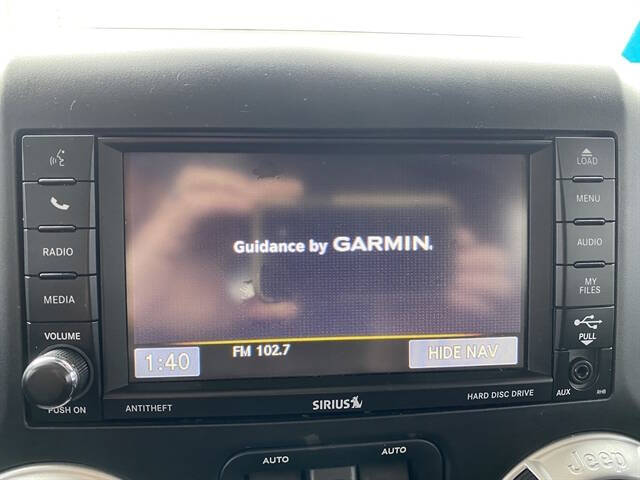 LOAD
MENU
RADIO
AUDIO
Guidance by GARMIN.
MEDIA
MY
FILES
VOLUME
PULL
1:40
FM 102.7
HIDE NAV
PUSH ON
ANTITHEFT
SIRIUS
HARD DISC DRIVE
AUX
RHB
AUTO
AUTO
Jeep